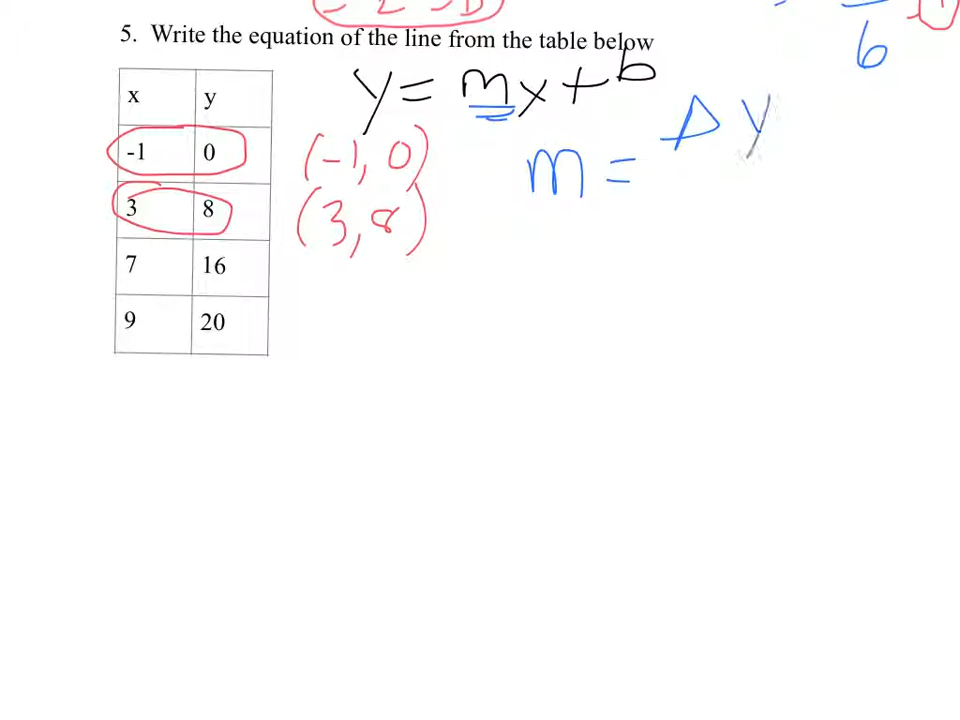 5. Write the equation of the line from the table below
x y
-1 0
3 8
7 16
9 20
y = mx + b
(-1, 0)
(3, 8)
m = Δ y
6